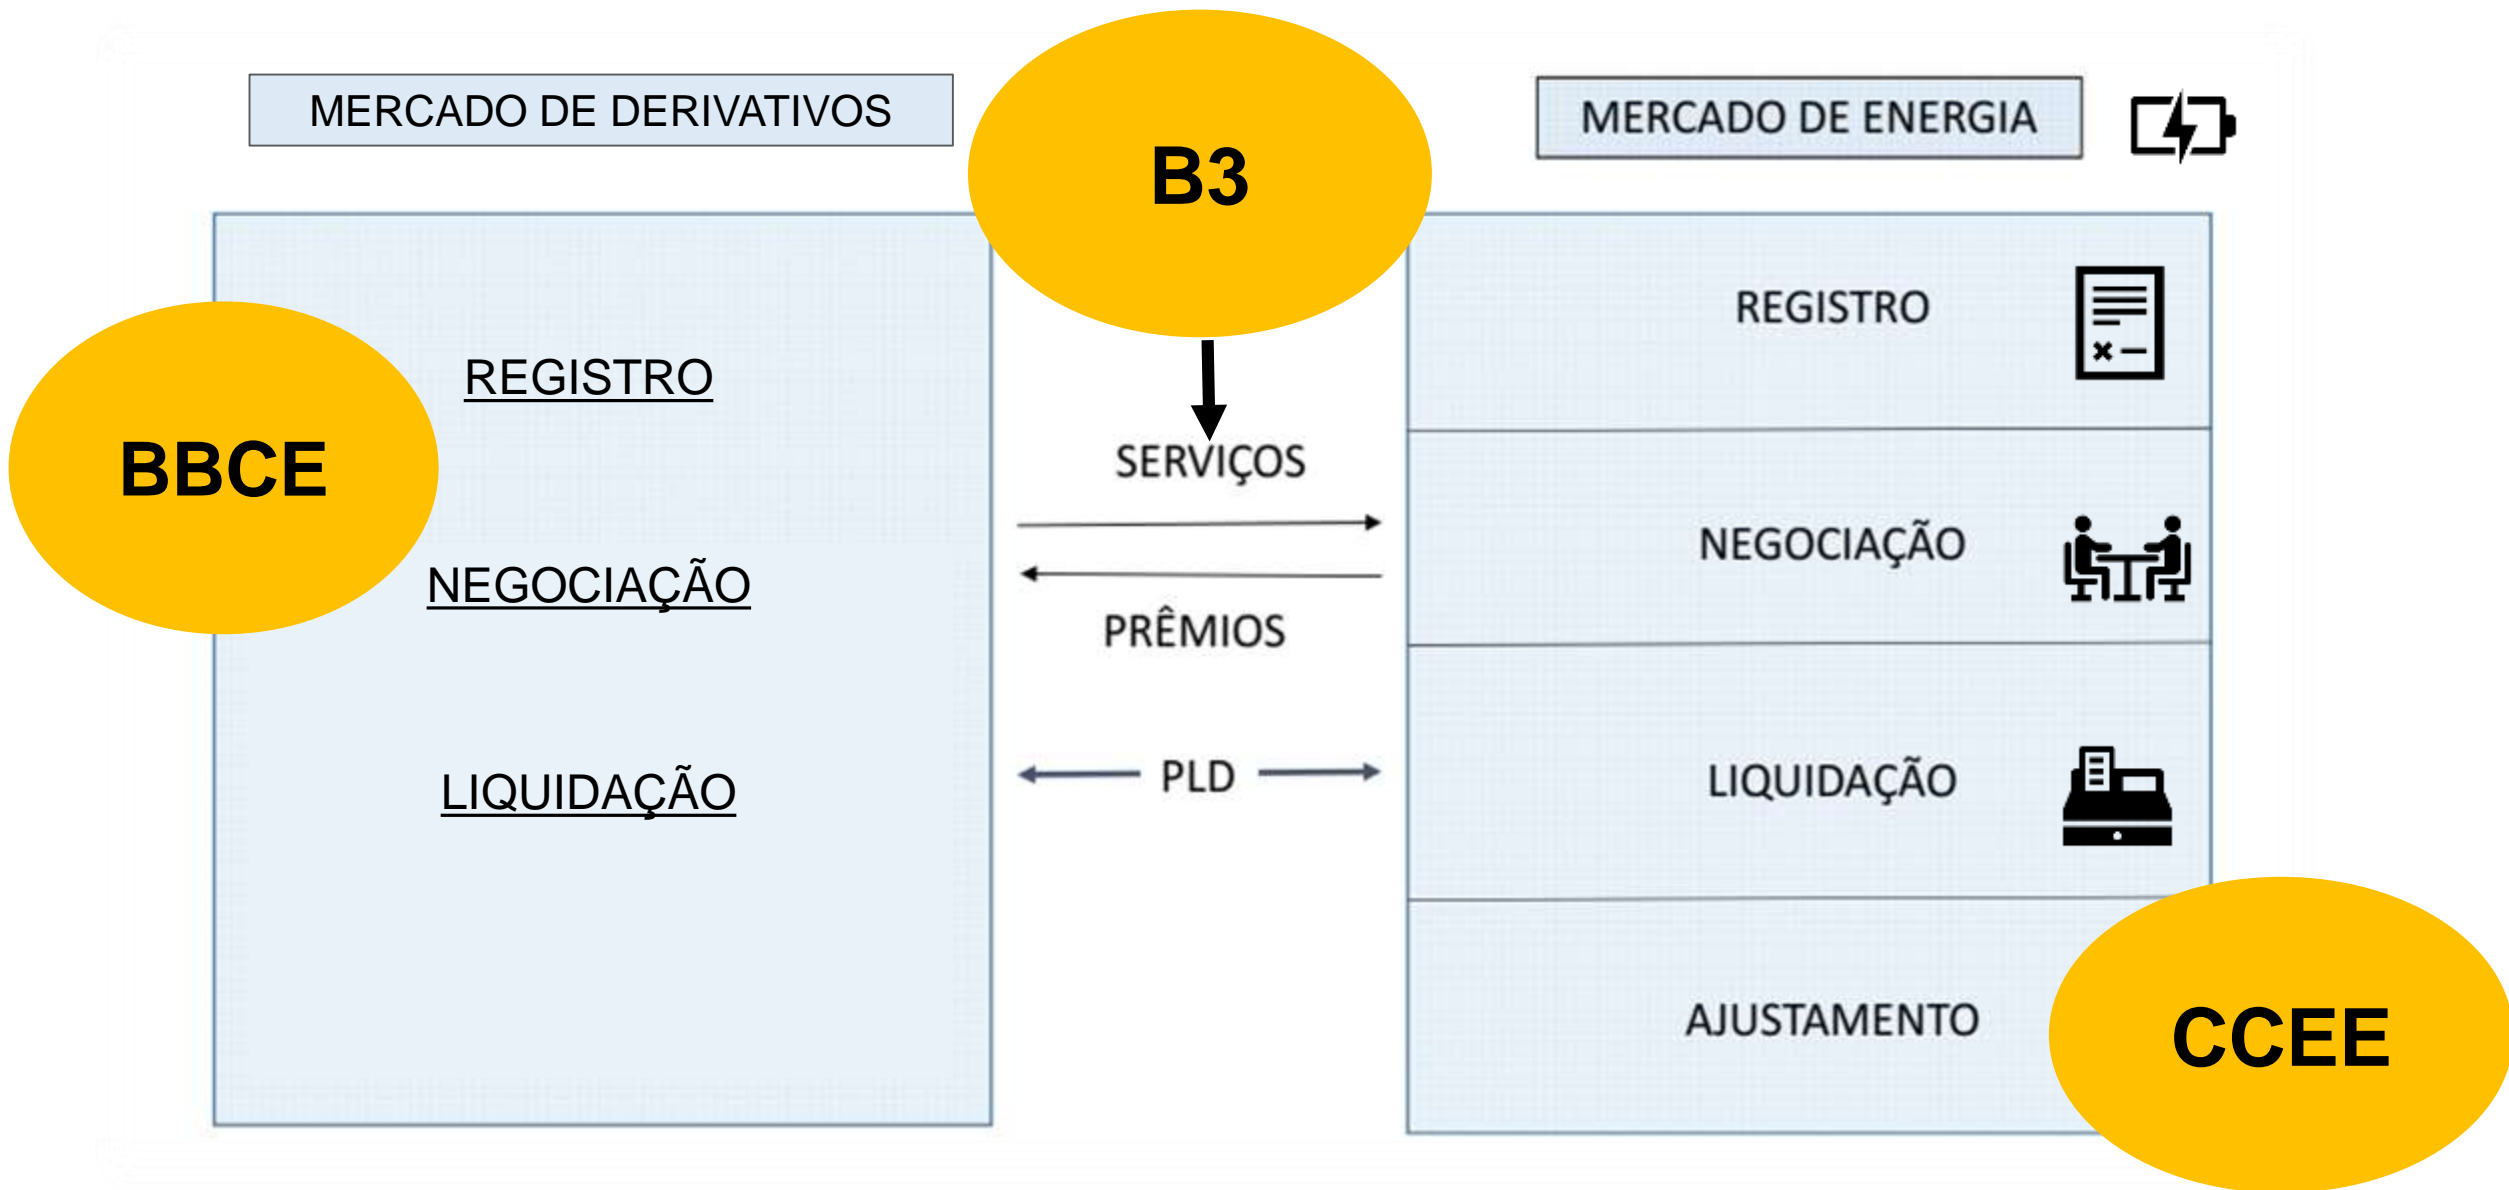 MERCADO DE DERIVATIVOS
B3
MERCADO DE ENERGIA
BBCE
REGISTRO
NEGOCIAÇÃO
LIQUIDAÇÃO
SERVIÇOS
PRÊMIOS
PLD
REGISTRO
NEGOCIAÇÃO
LIQUIDAÇÃO
AJUSTAMENTO
CCEE